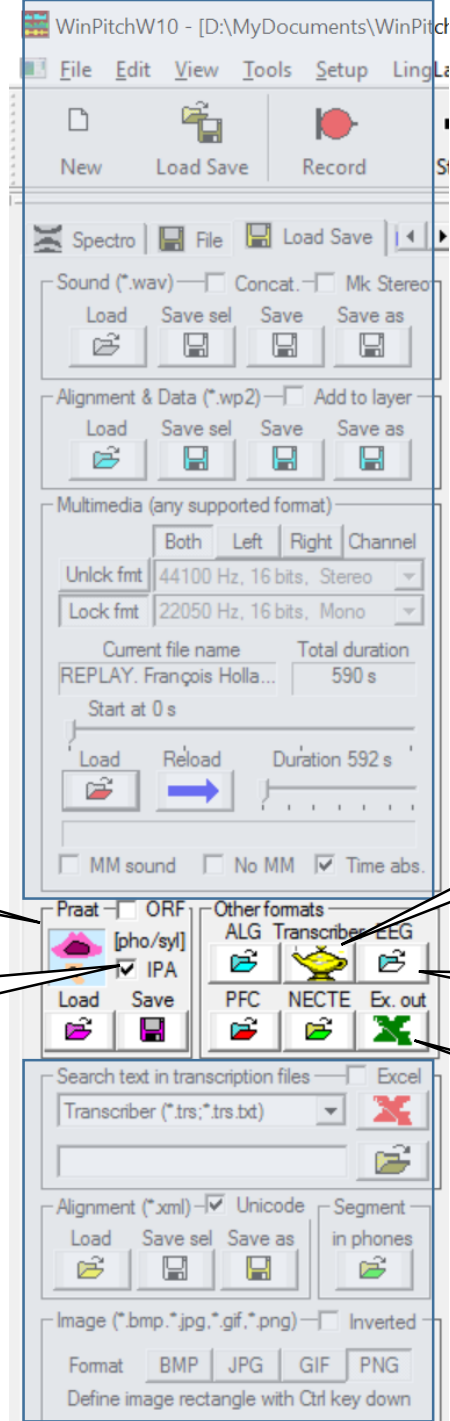 WinPitchW10 - [D:\MyDocuments\WinPitch
File Edit View Tools Setup LingLa
New Load Save Record St
Spectro File Load Save
Sound (*.wav) Concat. Mk Stereo
Load Save sel Save Save as
Alignment & Data (*.wp2) Add to layer
Load Save sel Save Save as
Multimedia (any supported format)
Both Left Right Channel
Unlck fmt 44100 Hz, 16 bits, Stereo
Lock fmt 22050 Hz, 16 bits, Mono
Current file name Total duration
REPLAY. François Holla... 590 s
Start at 0 s
Load Reload Duration 592 s
MM sound No MM Time abs.
Praat ORF Other formats
[pho/syl] ALG Transcriber EEG
IPA
Load Save PFC NECTE Ex. out
Search text in transcription files Excel
Transcriber (*.trs;*.trs.txt)
Alignment (*.xml) Unicode Segment
Load Save sel Save as in phones
Image (*.bmp.*.jpg,*.gif,*.png) Inverted
Format BMP JPG GIF PNG
Define image rectangle with Ctrl key down